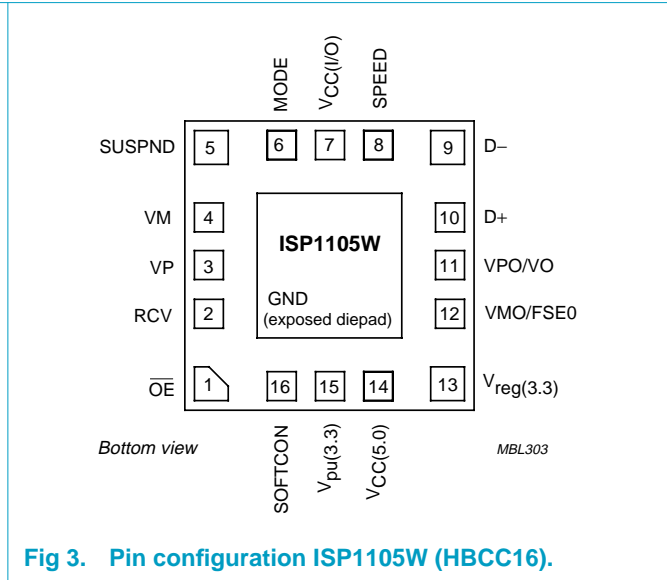 MODE
VCC(I/O)
SPEED
SUSPND 5 6 7 8 9 D−
VM 4 10 D+
ISP1105W
VP 3 11 VPO/VO
GND
(exposed diepad)
RCV 2 12 VMO/FSE0
O̅E̅ 1 16 15 14 13 Vreg(3.3)
Bottom view
SOFTCON
Vpu(3.3)
VCC(5.0)
MBL303
Fig 3. Pin configuration ISP1105W (HBCC16).